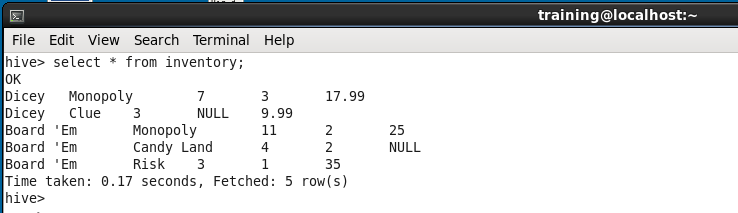 training@localhost:~
File Edit View Search Terminal Help
hive> select * from inventory;
OK
Dicey Monopoly 7 3 17.99
Dicey Clue 3 NULL 9.99
Board 'Em Monopoly 11 2 25
Board 'Em Candy Land 4 2 NULL
Board 'Em Risk 3 1 35
Time taken: 0.17 seconds, Fetched: 5 row(s)
hive>